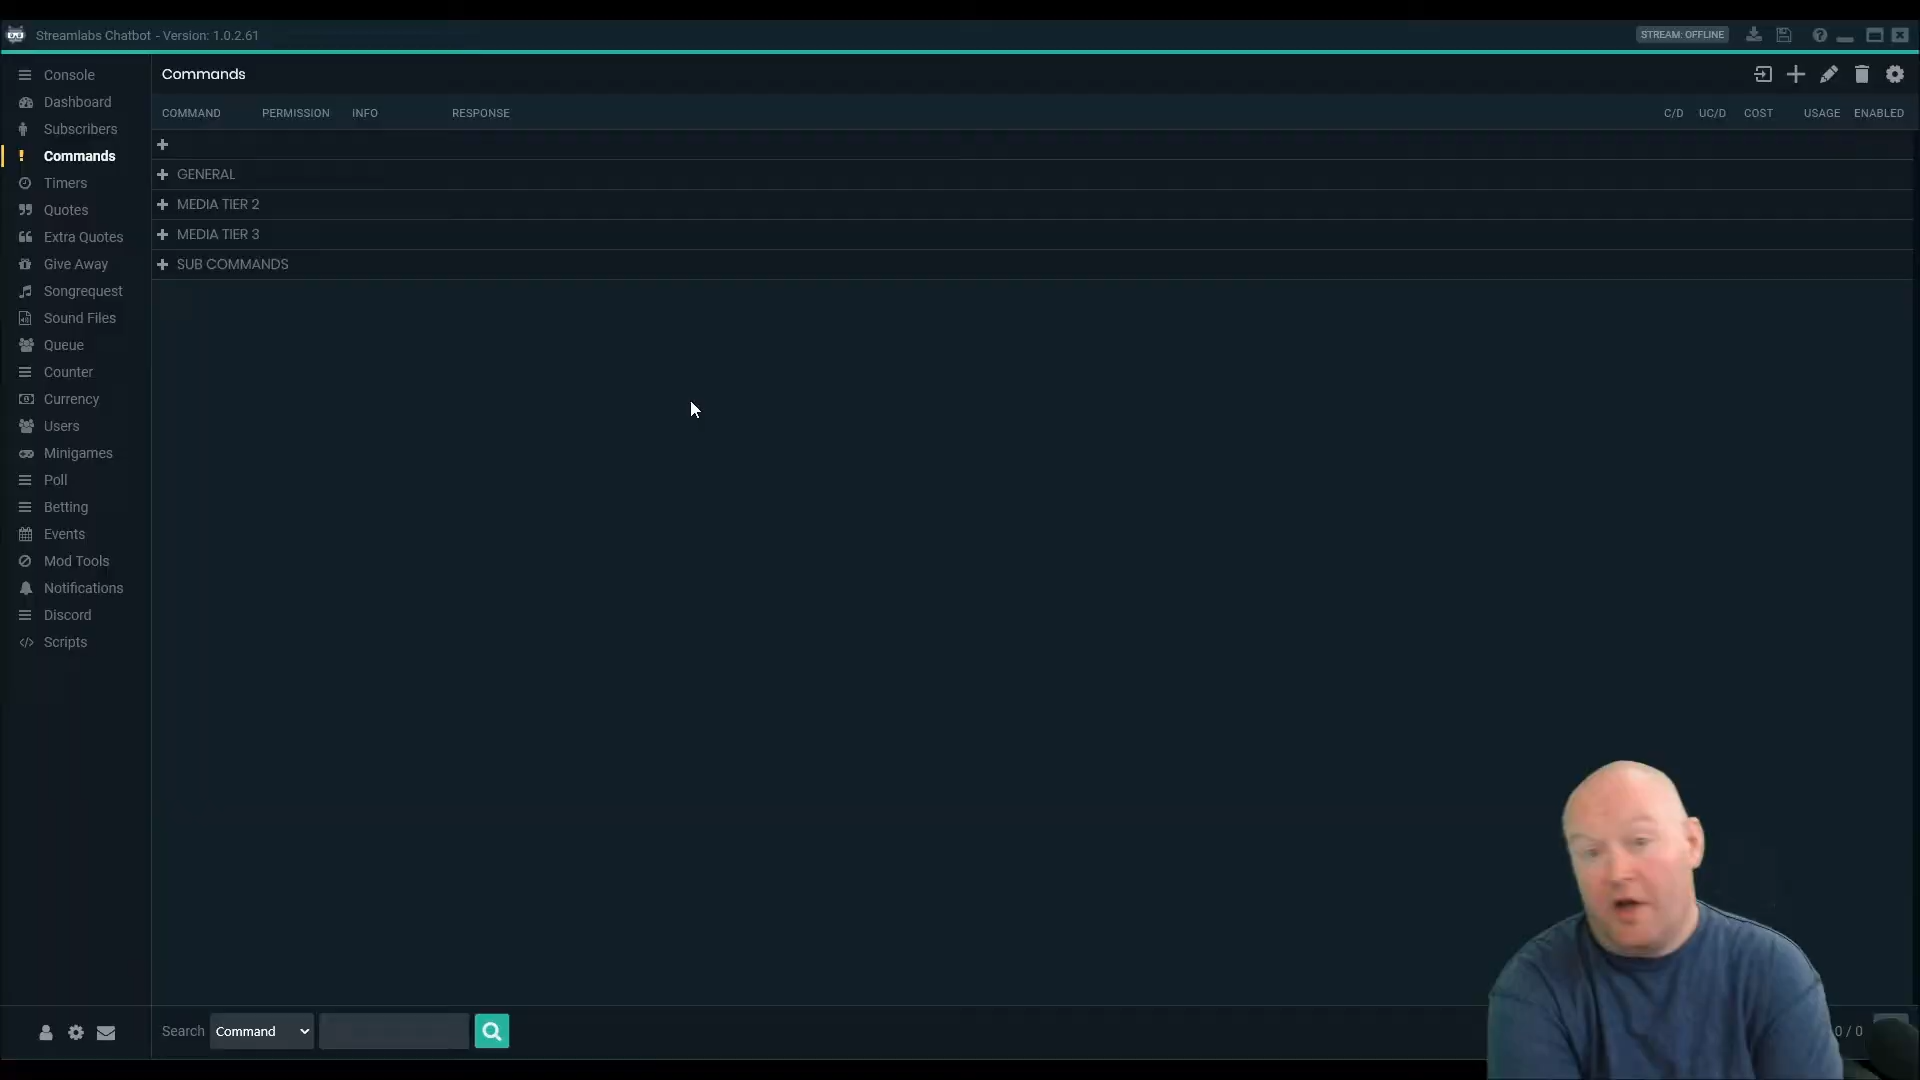 Streamlabs Chatbot - Version: 1.0.2.61
STREAM: OFFLINE
Console
Dashboard
Subscribers
Commands
Timers
Quotes
Extra Quotes
Give Away
Songrequest
Sound Files
Queue
Counter
Currency
Users
Minigames
Poll
Betting
Events
Mod Tools
Notifications
Discord
Scripts
Commands
COMMAND PERMISSION INFO RESPONSE C/D UC/D COST USAGE ENABLED
GENERAL
MEDIA TIER 2
MEDIA TIER 3
SUB COMMANDS
Search Command
0 / 0